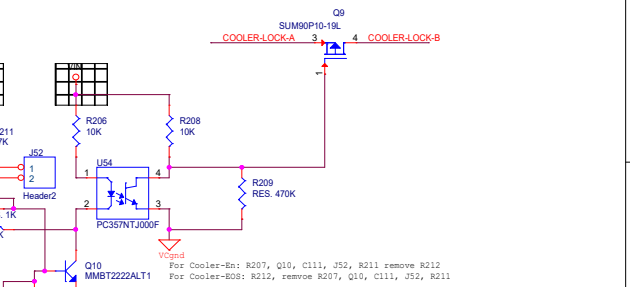 Q9
SUM90P10-19L
COOLER-LOCK-A 3 4 COOLER-LOCK-B
1
VIN
R206
10K
R208
10K
211
7K
J52
1
2
Header2
U54
1 4
2 3
PC357NTJ000F
R209
RES. 470K
. 1K
K
VCgnd
Q10
MMBT2222ALT1
For Cooler-En: R207, Q10, C111, J52, R211 remove R212
For Cooler-EOS: R212, remvoe R207, Q10, C111, J52, R211